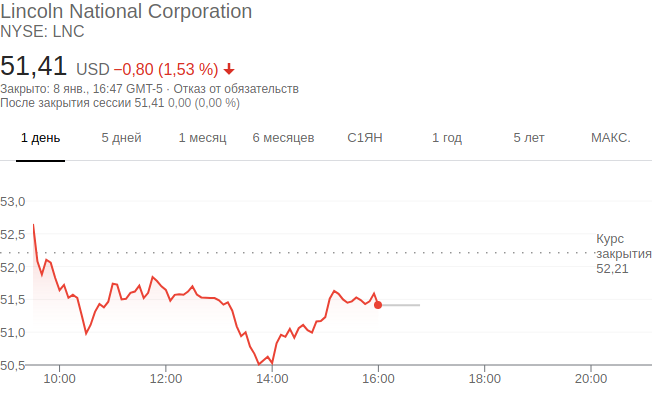 Lincoln National Corporation
NYSE: LNC
51,41 USD −0,80 (1,53 %)
Закрыто: 8 янв., 16:47 GMT-5 · Отказ от обязательств
После закрытия сессии 51,41 0,00 (0,00 %)
1 день 5 дней 1 месяц 6 месяцев С1ЯН 1 год 5 лет МАКС.
53,0
52,5
Курс
закрытия
52,21
52,0
51,5
51,0
50,5
10:00 12:00 14:00 16:00 18:00 20:00